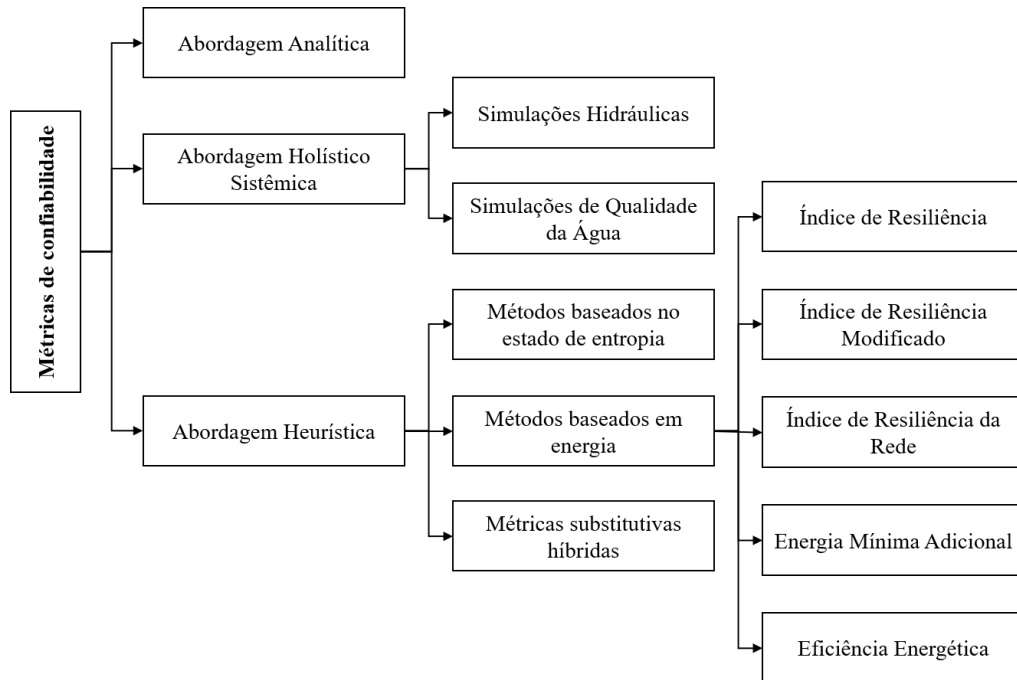 Métricas de confiabilidade
Abordagem Analítica
Abordagem Holístico
Sistêmica
Abordagem Heurística
Simulações Hidráulicas
Simulações de Qualidade
da Água
Métodos baseados no
estado de entropia
Métodos baseados em
energia
Métricas substitutivas
híbridas
Índice de Resiliência
Índice de Resiliência
Modificado
Índice de Resiliência da
Rede
Energia Mínima Adicional
Eficiência Energética